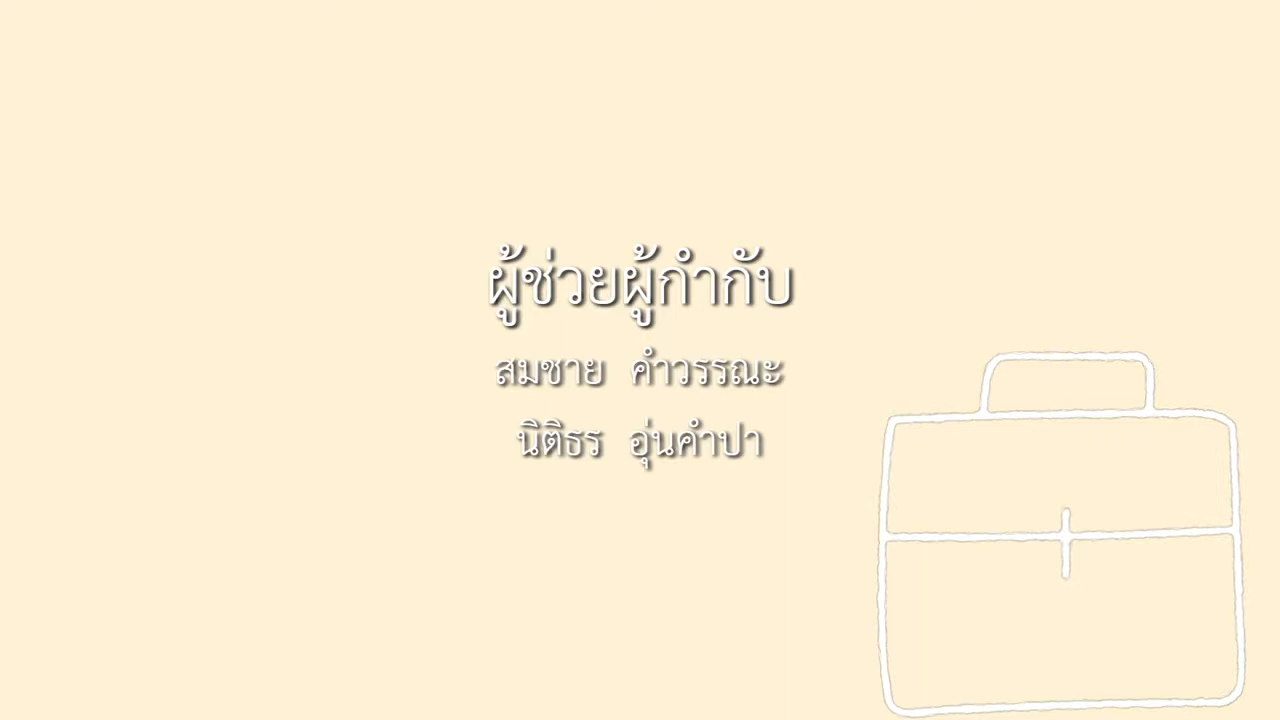 ผู้ช่วยผู้กำกับ
สมชาย คำวรรณะ
นิติธร อุ่นคำปา